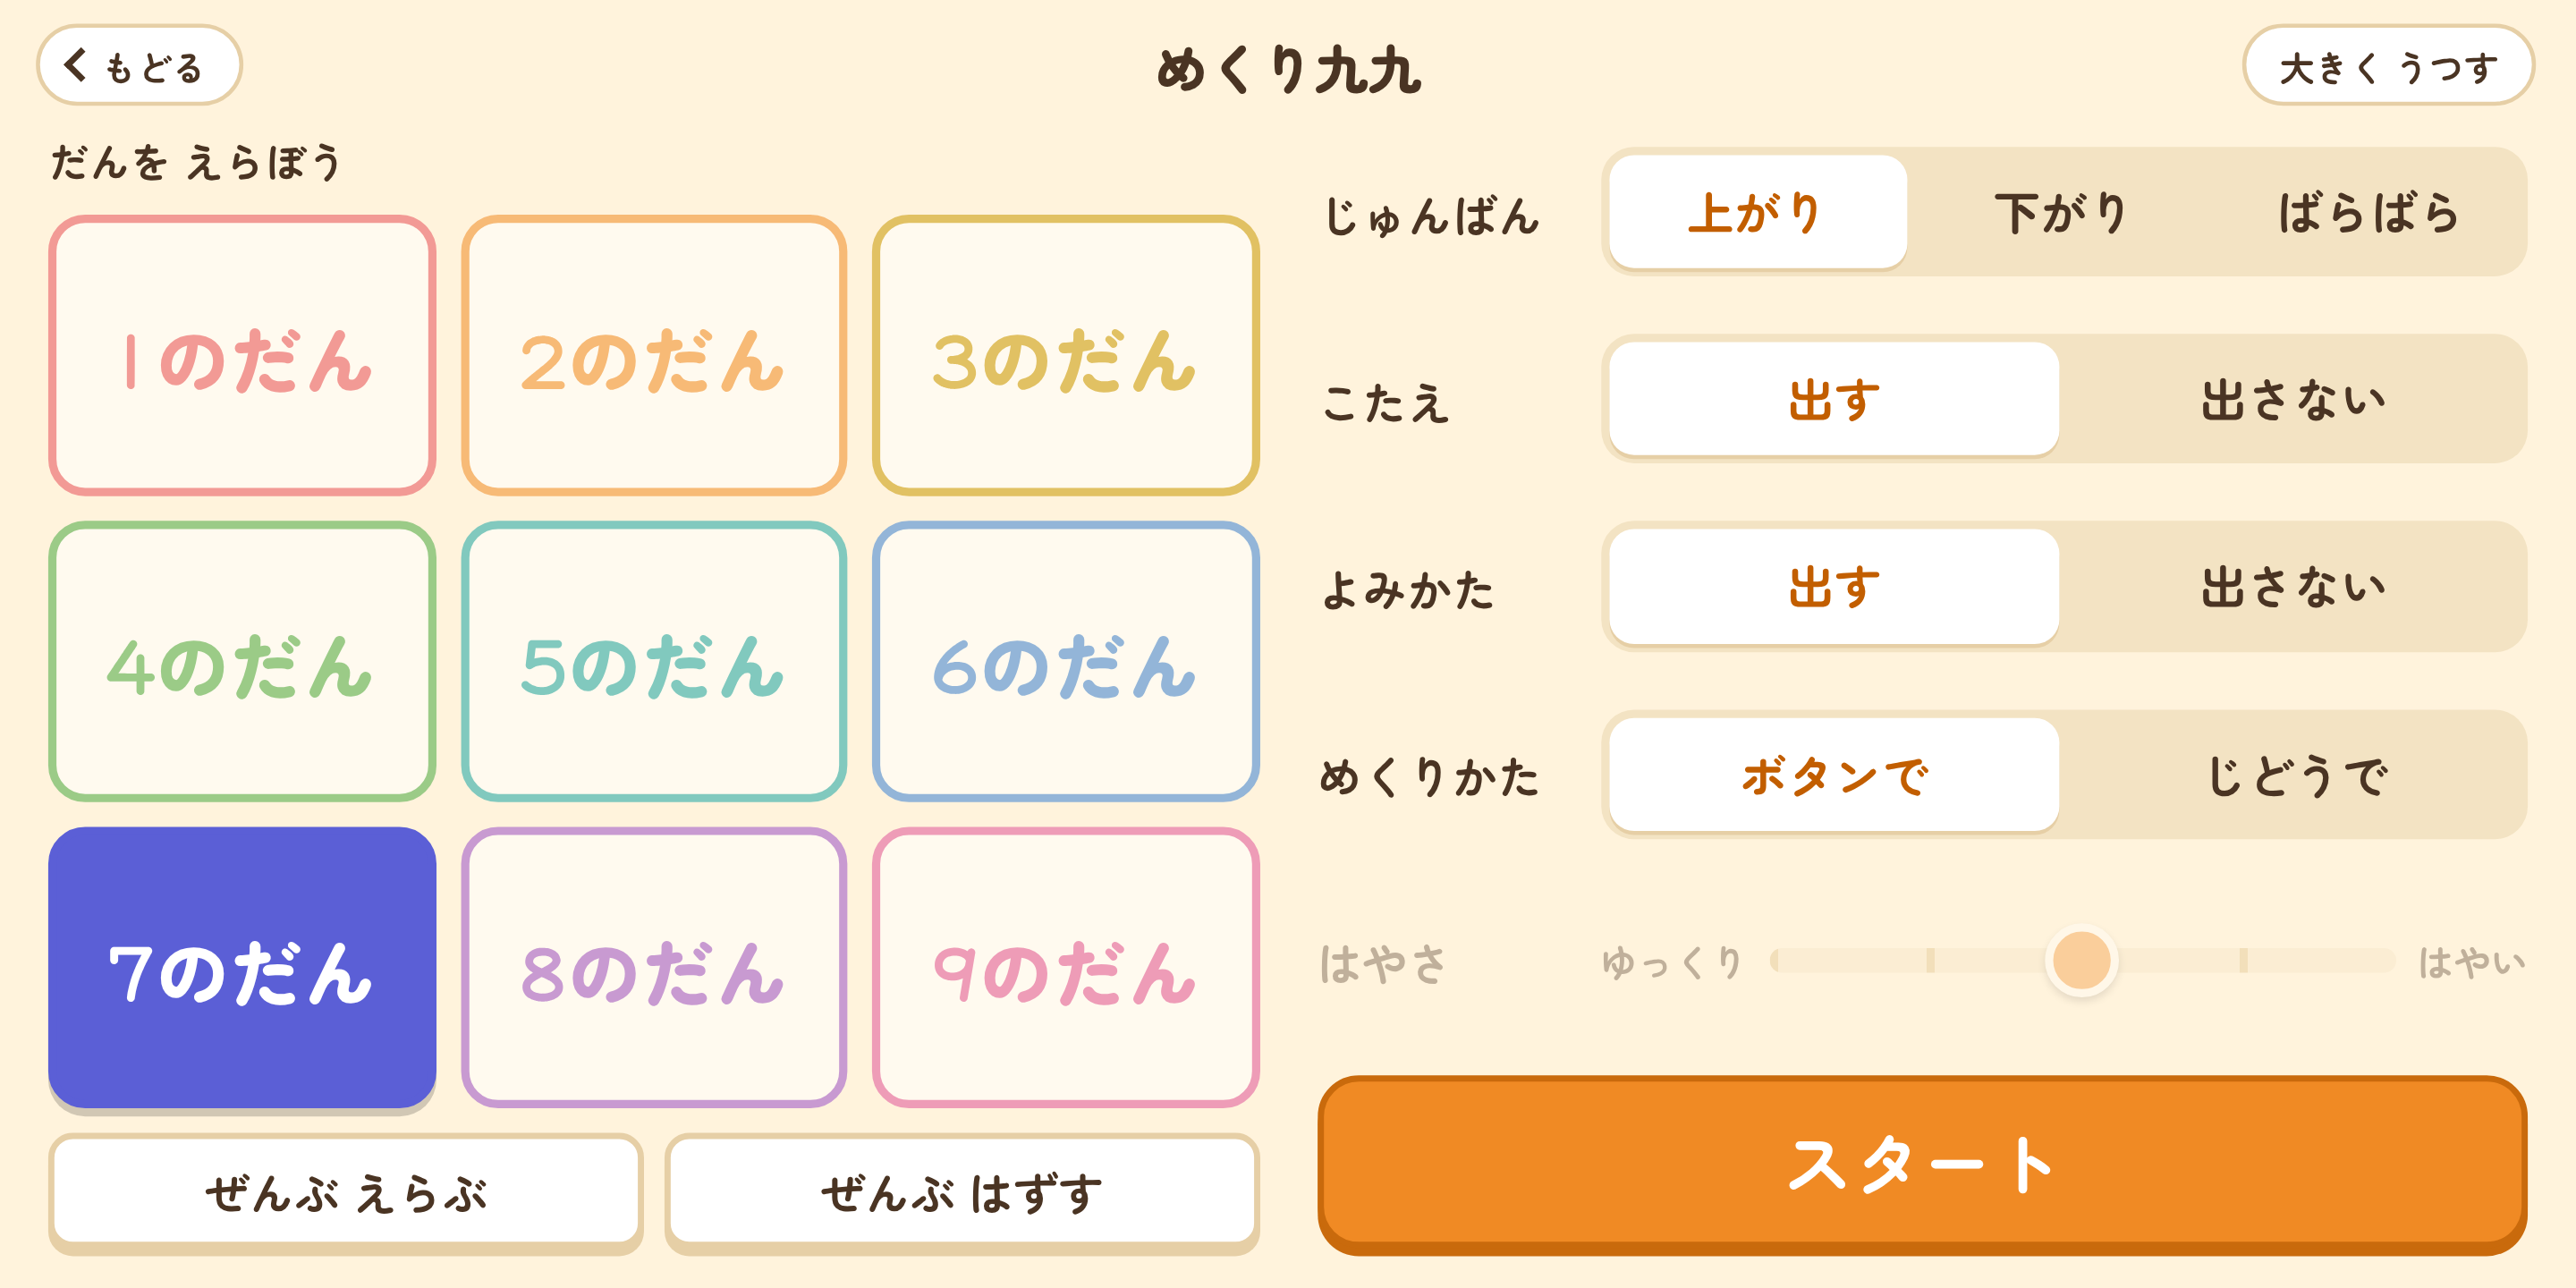 もどる
めくり九九
大きく うつす
だんを えらぼう
1のだん
2のだん
3のだん
4のだん
5のだん
6のだん
7のだん
8のだん
9のだん
ぜんぶ えらぶ
ぜんぶ はずす
じゅんばん
上がり
下がり
ばらばら
こたえ
出す
出さない
よみかた
出す
出さない
めくりかた
ボタンで
じどうで
はやさ
ゆっくり
はやい
スタート